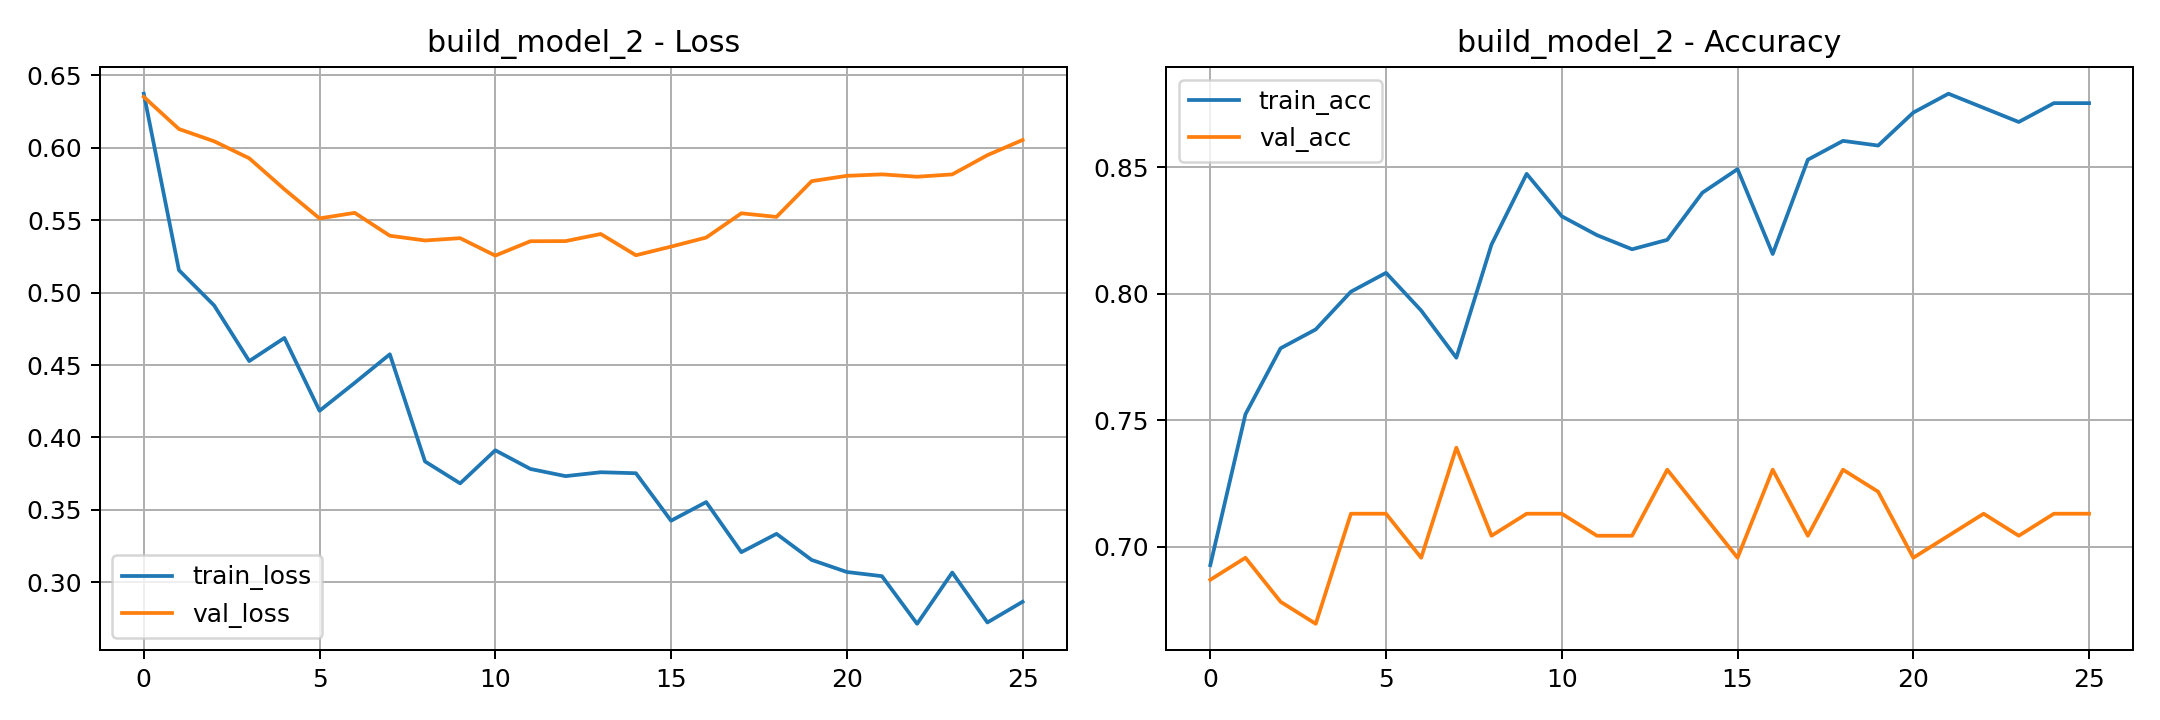 build_model_2 - Loss
0.65
0.60
0.55
0.50
0.45
0.40
0.35
0.30
train_loss
val_loss
0 5 10 15 20 25
build_model_2 - Accuracy
train_acc
val_acc
0.85
0.80
0.75
0.70
0 5 10 15 20 25